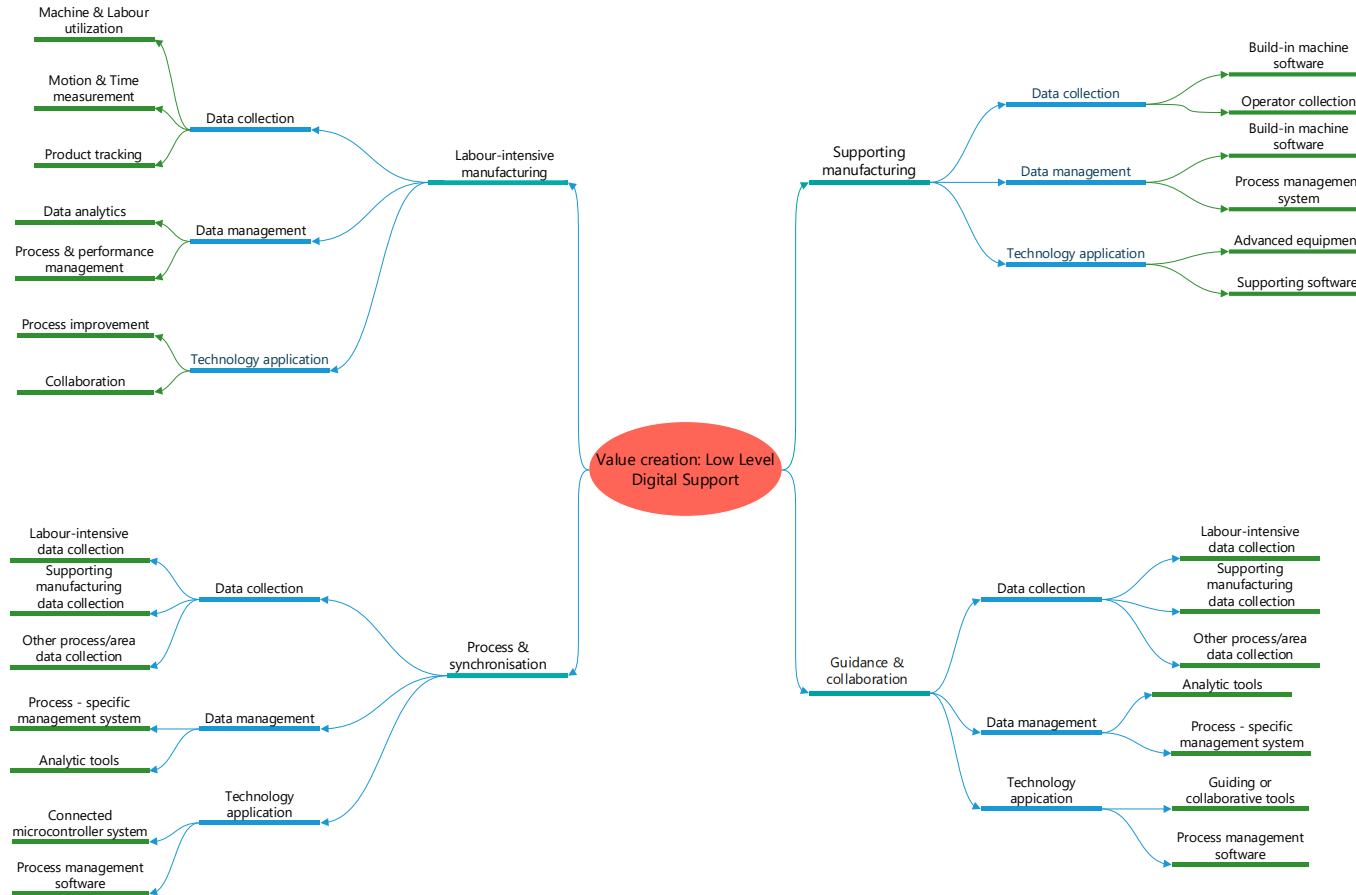 Machine & Labour
utilization
Motion & Time
measurement
Data collection
Product tracking
Labour-intensive
manufacturing
Data analytics
Data management
Process & performance
management
Process improvement
Technology application
Collaboration
Build-in machine
software
Data collection
Operator collection
Build-in machine
software
Supporting
manufacturing
Data management
Process management
system
Advanced equipmen
Technology application
Supporting software
Value creation: Low Level
Digital Support
Labour-intensive
data collection
Supporting
manufacturing
data collection
Data collection
Other process/area
data collection
Process &
synchronisation
Process - specific
management system
Data management
Analytic tools
Technology
application
Connected
microcontroller system
Process management
software
Labour-intensive
data collection
Supporting
manufacturing
data collection
Data collection
Other process/area
data collection
Guidance &
collaboration
Analytic tools
Data management
Process - specific
management system
Technology
appication
Guiding or
collaborative tools
Process management
software